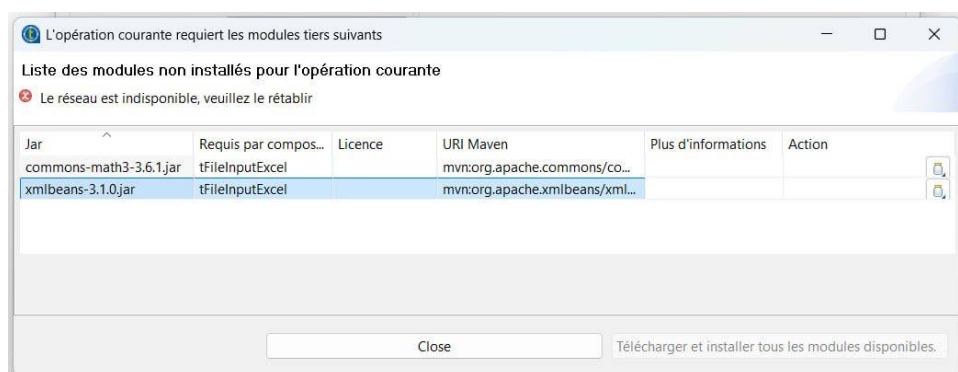 L'opération courante requiert les modules tiers suivants
Liste des modules non installés pour l'opération courante
Le réseau est indisponible, veuillez le rétablir
Jar Requis par compos... Licence URI Maven Plus d'informations Action
commons-math3-3.6.1.jar tFileInputExcel mvn:org.apache.commons/co...
xmlbeans-3.1.0.jar tFileInputExcel mvn:org.apache.xmlbeans/xml...
Close Télécharger et installer tous les modules disponibles.